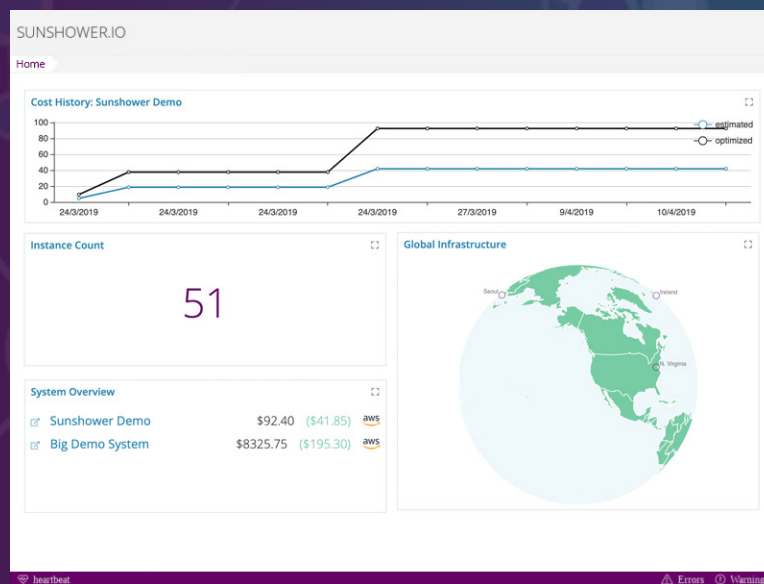 SUNSHOWER.IO
Home
Cost History: Sunshower Demo
100
80
60
40
20
0
estimated
optimized
24/3/2019 24/3/2019 24/3/2019 24/3/2019 27/3/2019 9/4/2019 10/4/2019
Instance Count
51
Global Infrastructure
Seoul
Ireland
N. Virginia
System Overview
Sunshower Demo $92.40 ($41.85) aws
Big Demo System $8325.75 ($195.30) aws
heartbeat Errors Warning